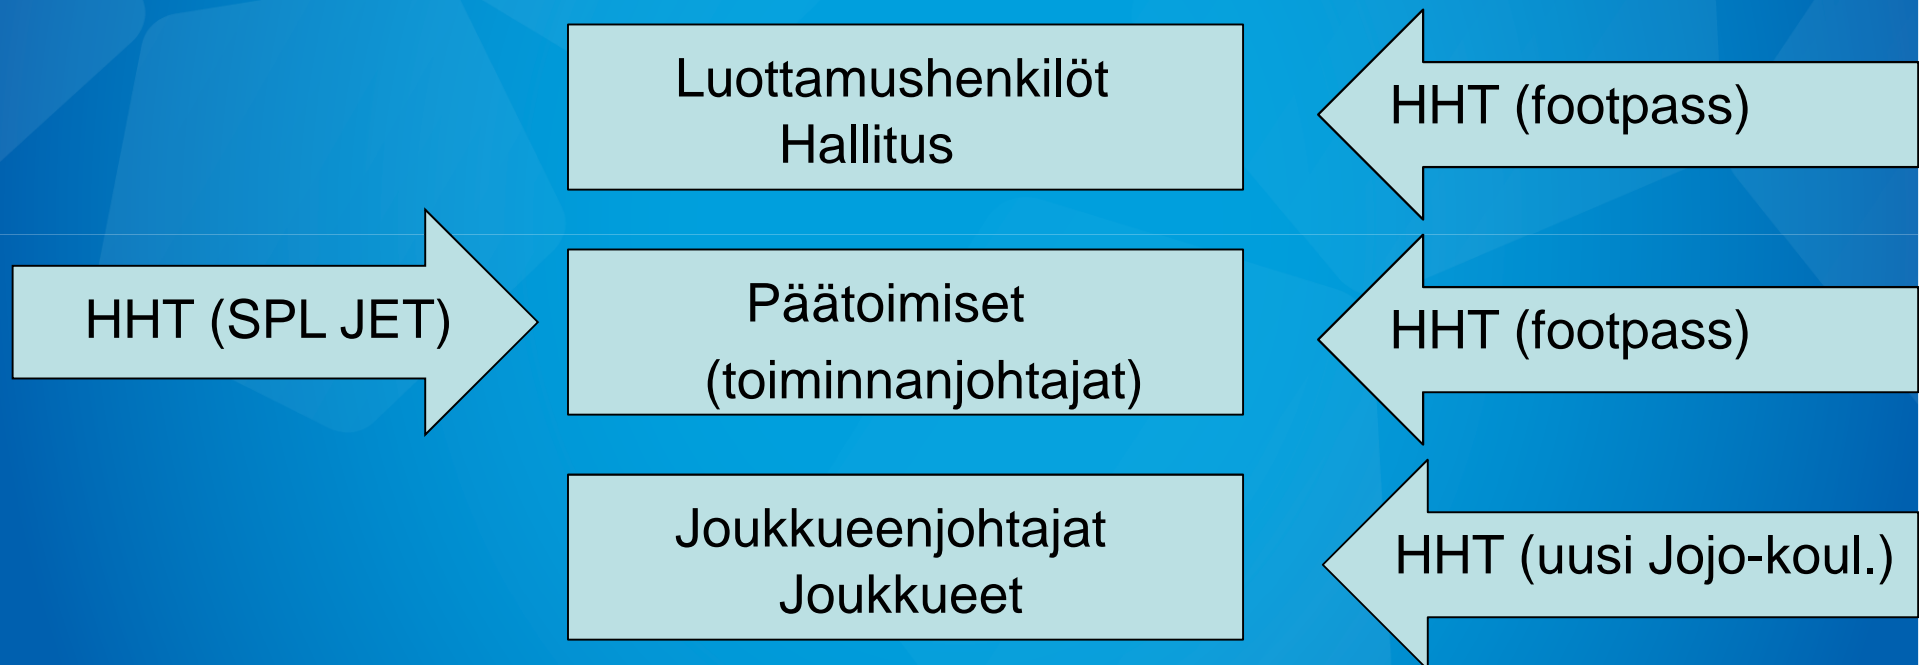 Luottamushenkilöt
Hallitus
HHT (footpass)
HHT (SPL JET)
Päätoimiset
(toiminnanjohtajat)
HHT (footpass)
Joukkueenjohtajat
Joukkueet
HHT (uusi Jojo-koul.)